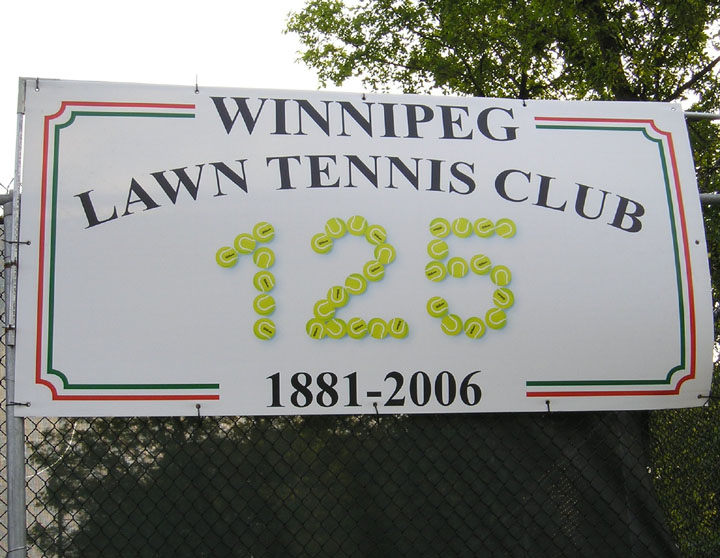 WINNIPEG
LAWN TENNIS CLUB
125
1881-2006